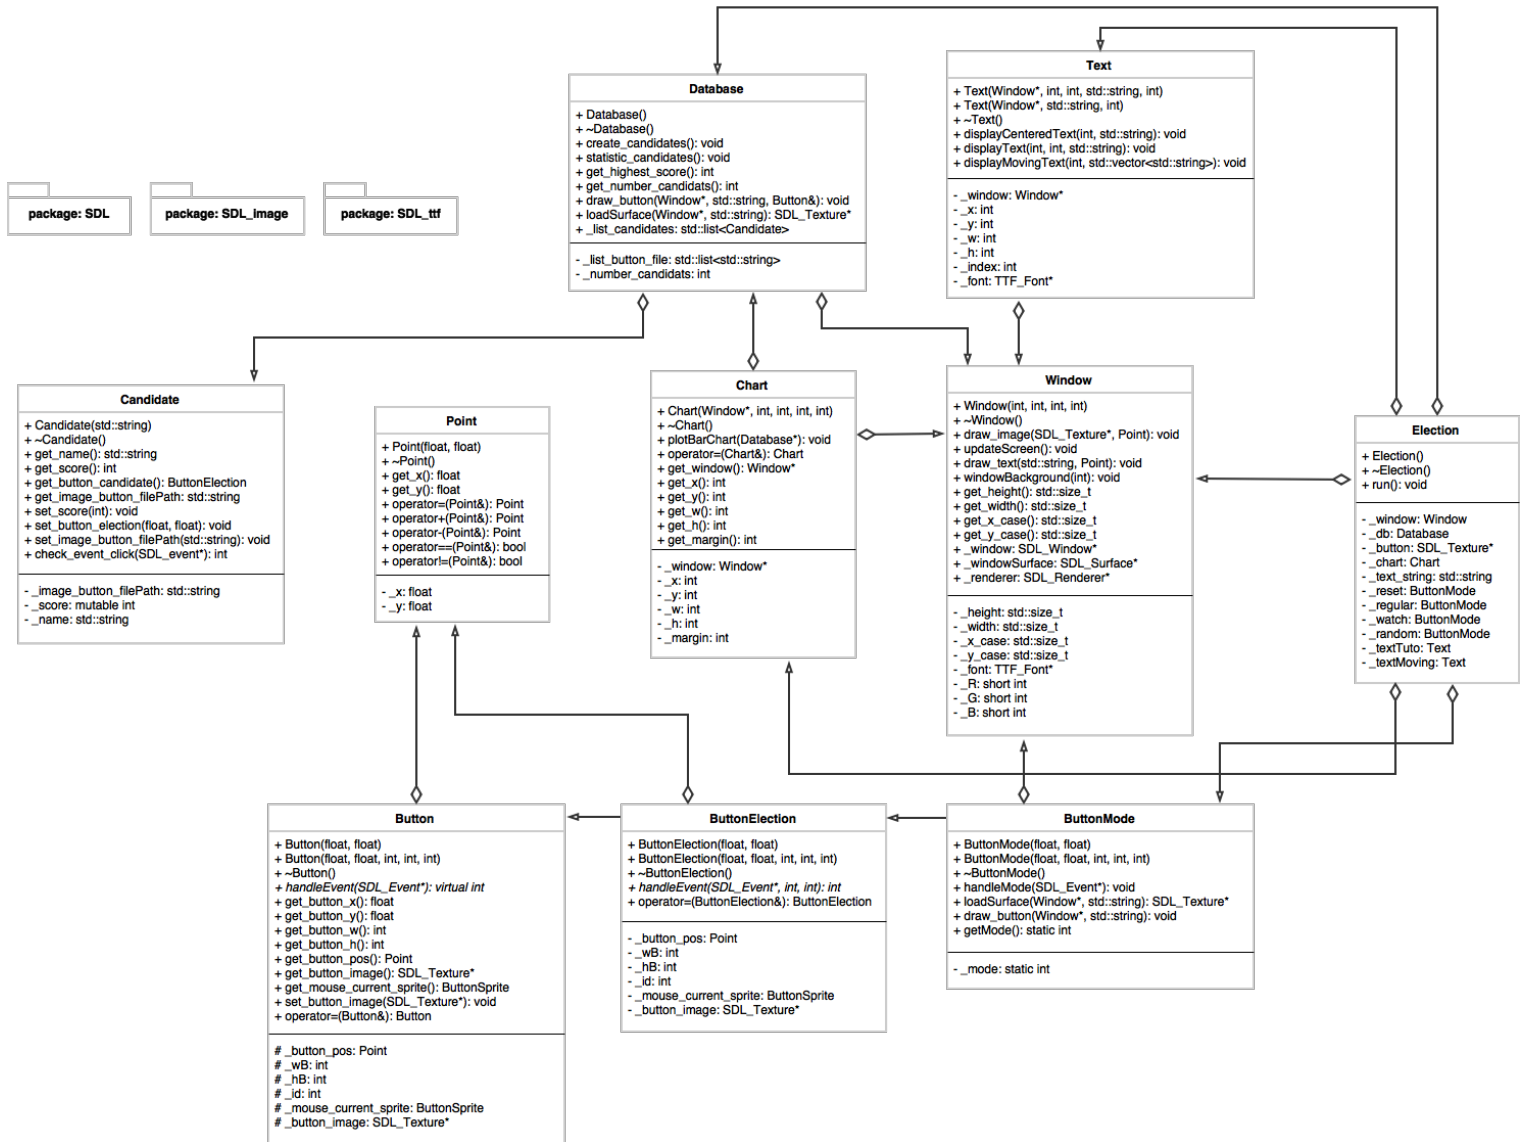 Database
+ Database()
+ ~Database()
+ create_candidates(): void
+ statistic_candidates(): void
+ get_highest_score(): int
+ get_number_candidats(): int
+ draw_button(Window*, std::string, Button&): void
+ loadSurface(Window*, std::string): SDL_Texture*
+ _list_candidates: std::list<Candidate>
- _list_button_file: std::list<std::string>
- _number_candidats: int
Text
+ Text(Window*, int, int, std::string, int)
+ Text(Window*, std::string, int)
+ ~Text()
+ displayCenteredText(int, std::string): void
+ displayText(int, int, std::string): void
+ displayMovingText(int, std::vector<std::string>): void
- _window: Window*
- _x: int
- _y: int
- _w: int
- _h: int
- _index: int
- _font: TTF_Font*
package: SDL
package: SDL_image
package: SDL_ttf
Candidate
+ Candidate(std::string)
+ ~Candidate()
+ get_name(): std::string
+ get_score(): int
+ get_button_candidate(): ButtonElection
+ get_image_button_filePath: std::string
+ set_score(int): void
+ set_button_election(float, float): void
+ set_image_button_filePath(std::string): void
+ check_event_click(SDL_event*): int
- _image_button_filePath: std::string
- _score: mutable int
- _name: std::string
Point
+ Point(float, float)
+ ~Point()
+ get_x(): float
+ get_y(): float
+ operator=(Point&): Point
+ operator+(Point&): Point
+ operator-(Point&): Point
+ operator==(Point&): bool
+ operator!=(Point&): bool
- _x: float
- _y: float
Chart
+ Chart(Window*, int, int, int, int)
+ ~Chart()
+ plotBarChart(Database*): void
+ operator=(Chart&): Chart
+ get_window(): Window*
+ get_x(): int
+ get_y(): int
+ get_w(): int
+ get_h(): int
+ get_margin(): int
- _window: Window*
- _x: int
- _y: int
- _w: int
- _h: int
- _margin: int
Window
+ Window(int, int, int, int)
+ ~Window()
+ draw_image(SDL_Texture*, Point): void
+ updateScreen(): void
+ draw_text(std::string, Point): void
+ windowBackground(int): void
+ get_height(): std::size_t
+ get_width(): std::size_t
+ get_x_case(): std::size_t
+ get_y_case(): std::size_t
+ _window: SDL_Window*
+ _windowSurface: SDL_Surface*
+ _renderer: SDL_Renderer*
- _height: std::size_t
- _width: std::size_t
- _x_case: std::size_t
- _y_case: std::size_t
- _font: TTF_Font*
- _R: short int
- _G: short int
- _B: short int
Election
+ Election()
+ ~Election()
+ run(): void
- _window: Window
- _db: Database
- _button: SDL_Texture*
- _chart: Chart
- _text_string: std::string
- _reset: ButtonMode
- _regular: ButtonMode
- _watch: ButtonMode
- _random: ButtonMode
- _textTuto: Text
- _textMoving: Text
Button
+ Button(float, float)
+ Button(float, float, int, int, int)
+ ~Button()
+ handleEvent(SDL_Event*): virtual int
+ get_button_x(): float
+ get_button_y(): float
+ get_button_w(): int
+ get_button_h(): int
+ get_button_pos(): Point
+ get_button_image(): SDL_Texture*
+ get_mouse_current_sprite(): ButtonSprite
+ set_button_image(SDL_Texture*): void
+ operator=(Button&): Button
# _button_pos: Point
# _wB: int
# _hB: int
# _id: int
# _mouse_current_sprite: ButtonSprite
# _button_image: SDL_Texture*
ButtonElection
+ ButtonElection(float, float)
+ ButtonElection(float, float, int, int, int)
+ ~ButtonElection()
+ handleEvent(SDL_Event*, int, int): int
+ operator=(ButtonElection&): ButtonElection
- _button_pos: Point
- _wB: int
- _hB: int
- _id: int
- _mouse_current_sprite: ButtonSprite
- _button_image: SDL_Texture*
ButtonMode
+ ButtonMode(float, float)
+ ButtonMode(float, float, int, int, int)
+ ~ButtonMode()
+ handleMode(SDL_Event*): void
+ loadSurface(Window*, std::string): SDL_Texture*
+ draw_button(Window*, std::string): void
+ getMode(): static int
- _mode: static int